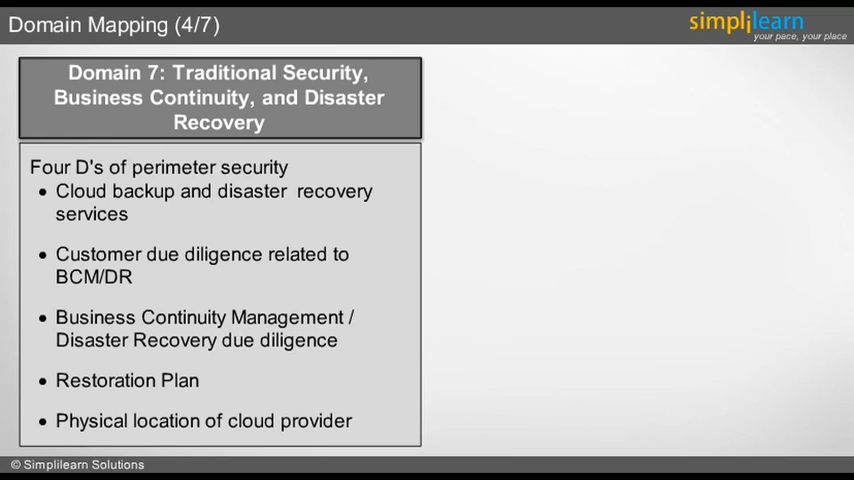 Domain Mapping (4/7)
simplilearn
your pace, your place
Domain 7: Traditional Security,
Business Continuity, and Disaster
Recovery
Four D's of perimeter security
• Cloud backup and disaster recovery
services
• Customer due diligence related to
BCM/DR
• Business Continuity Management /
Disaster Recovery due diligence
• Restoration Plan
• Physical location of cloud provider
© Simplilearn Solutions